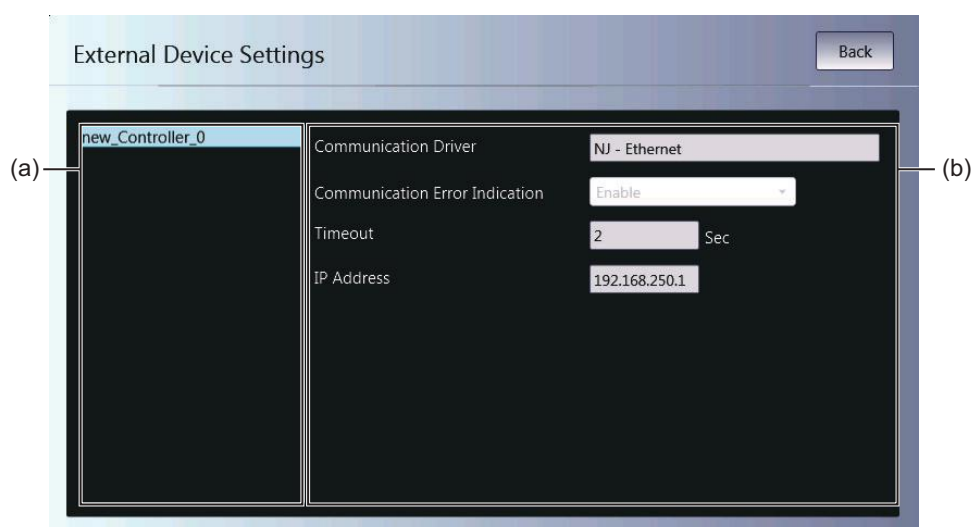 External Device Settings
Back
(a)
new_Controller_0
Communication Driver
NJ - Ethernet
(b)
Communication Error Indication
Enable
Timeout
2
Sec
IP Address
192.168.250.1